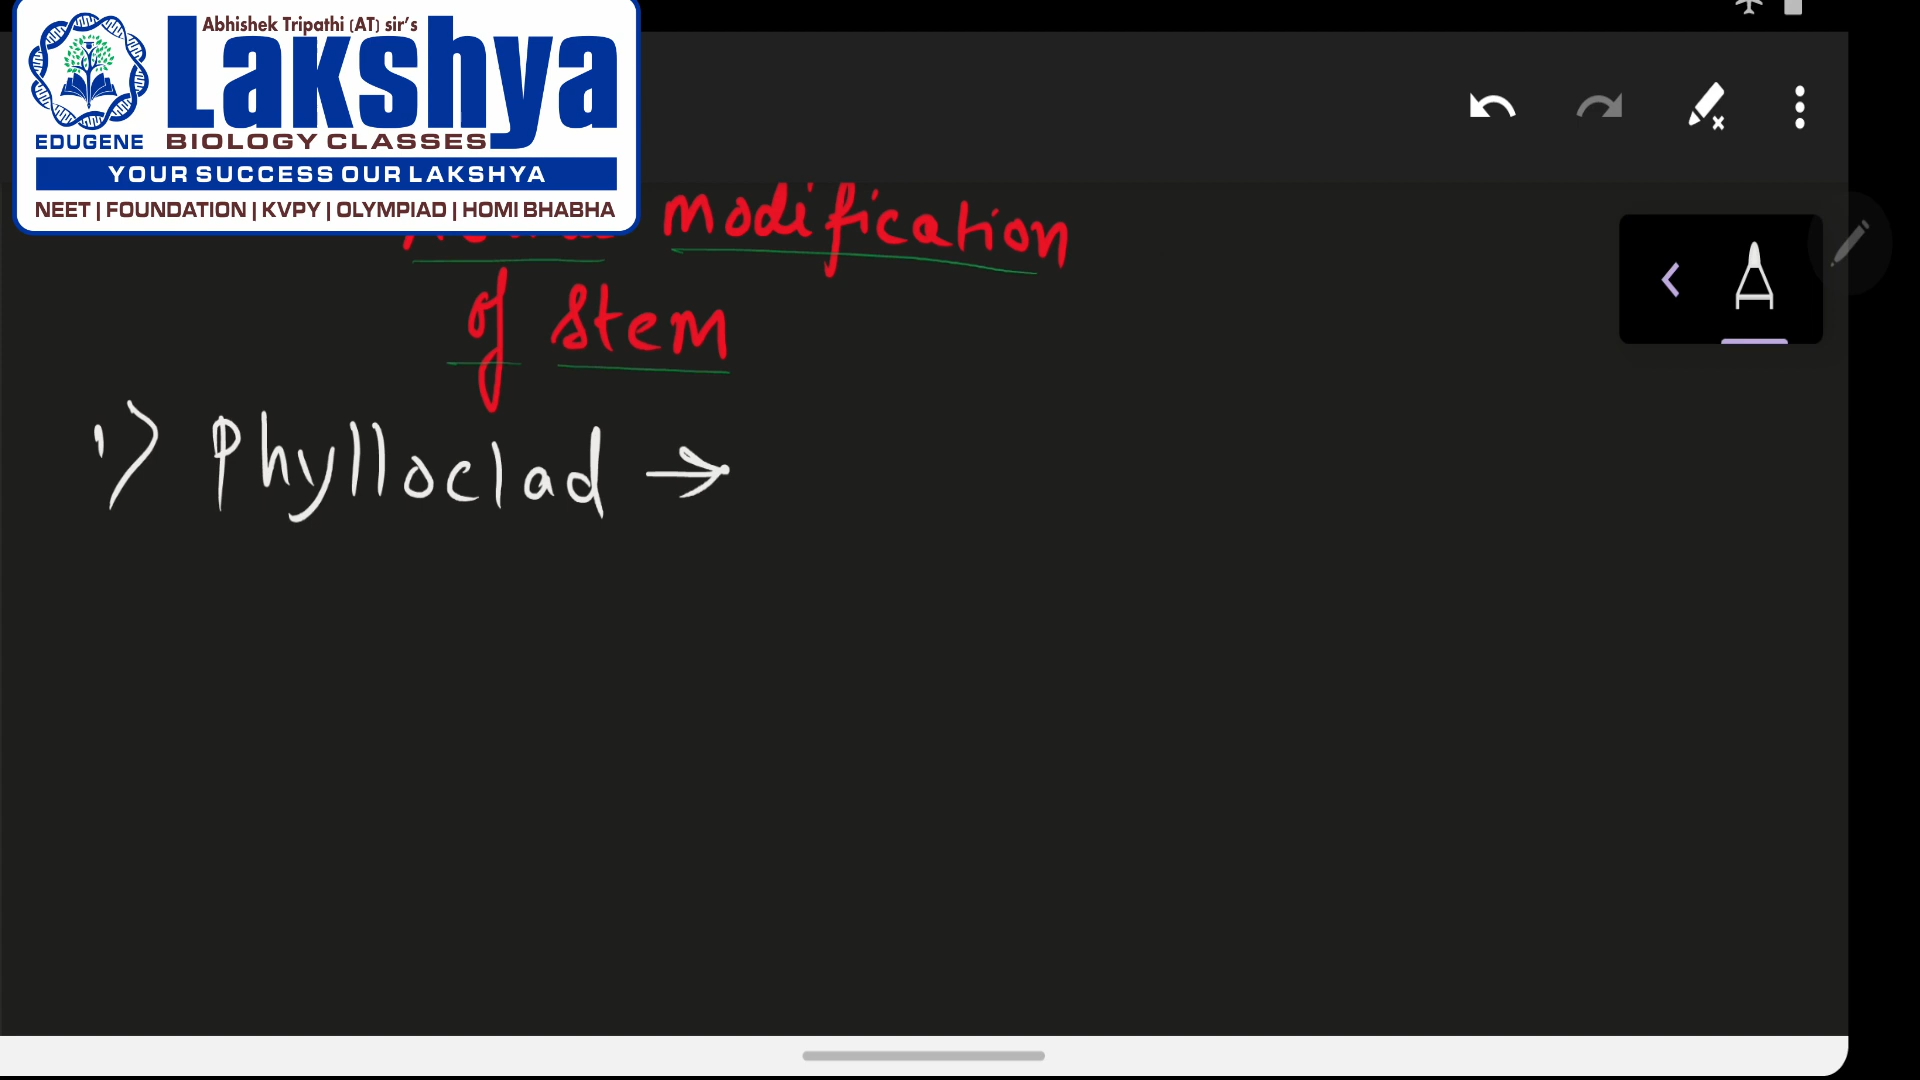 Abhishek Tripathi (AT) sir's
Lakshya
EDUGENE
BIOLOGY CLASSES
YOUR SUCCESS OUR LAKSHYA
NEET | FOUNDATION | KVPY | OLYMPIAD | HOMI BHABHA
modification
of Stem
1) Phylloclad →